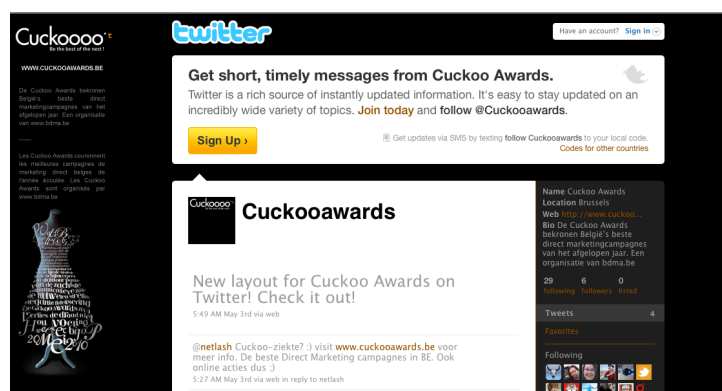 Cuckoooo
Be the best of the nest !
WWW.CUCKOOAWARDS.BE
De Cuckoo Awards bekronen
België's beste direct
marketingcampagnes van het
afgelopen jaar. Een organisatie
van www.bdma.be
Les Cuckoo Awards couronnent
les meilleures campagnes de
marketing direct belges de
l'année écoulée. Les Cuckoo
Awards sont organisés par
www.bdma.be
twitter
Have an account? Sign in
Get short, timely messages from Cuckoo Awards.
Twitter is a rich source of instantly updated information. It's easy to stay updated on an
incredibly wide variety of topics. Join today and follow @Cuckooawards.
Sign Up ›
Get updates via SMS by texting follow Cuckooawards to your local code.
Codes for other countries
Cuckoooo
Cuckooawards
New layout for Cuckoo Awards on
Twitter! Check it out!
5:49 AM May 3rd via web
@netlash Cuckoo-ziekte? :) visit www.cuckooawards.be voor
meer info. De beste Direct Marketing campagnes in BE. Ook
online acties dus ;)
5:27 AM May 3rd via web in reply to netlash
Name Cuckoo Awards
Location Brussels
Web http://www.cuckoo...
Bio De Cuckoo Awards
bekronen België's beste
direct marketingcampagnes
van het afgelopen jaar. Een
organisatie van bdma.be
29 6 0
following followers listed
Tweets 4
Favorites
Following